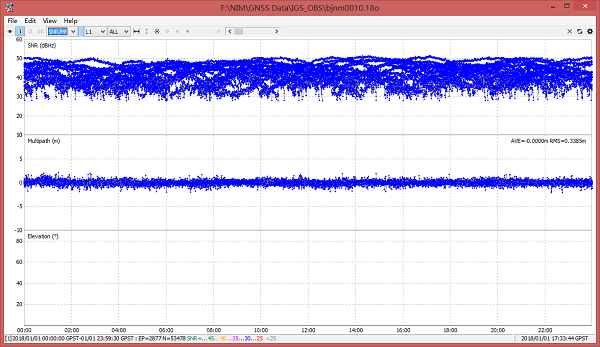 F:\NIM\GNSS Data\IGS_OBS\bjnm0010.18o
File Edit View Help
1 2 SNR/MP L1 ALL
SNR (dBHz)
60
50
40
30
20
10
Multipath (m)
AVE=-0.0000m RMS=0.3385m
5
0
-5
-10
Elevation (°)
80
60
40
20
00:00 02:00 04:00 06:00 08:00 10:00 12:00 14:00 16:00 18:00 20:00 22:00
[1]2018/01/01 00:00:00 GPST-01/01 23:59:30 GPST : EP=2877 N=53478 SNR=...45...40...35...30...25 <25
2018/01/01 17:33:44 GPST